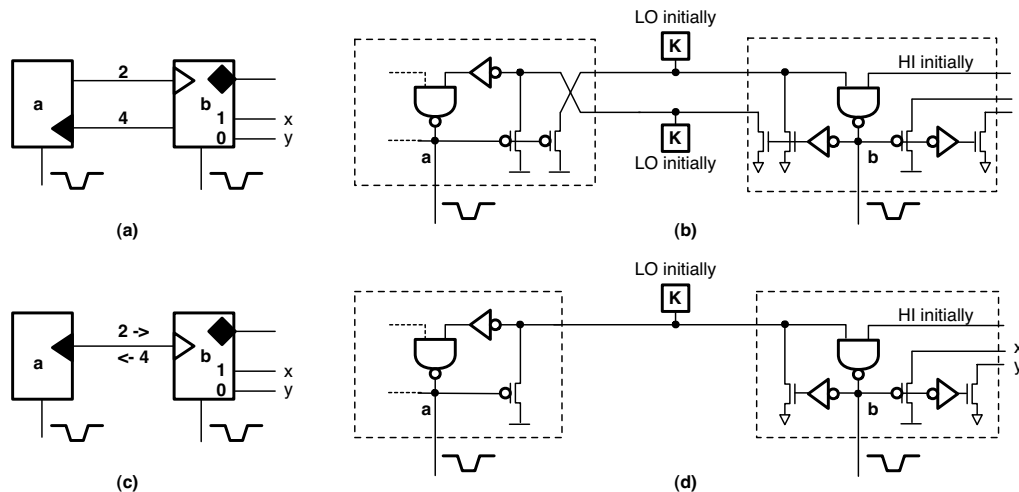 a
2
4
b
1
0
x
y
(a)
LO initially
K
K
LO initially
HI initially
a
b
(b)
a
2 ->
<- 4
b
1
0
x
y
(c)
LO initially
K
HI initially
x
y
a
b
(d)